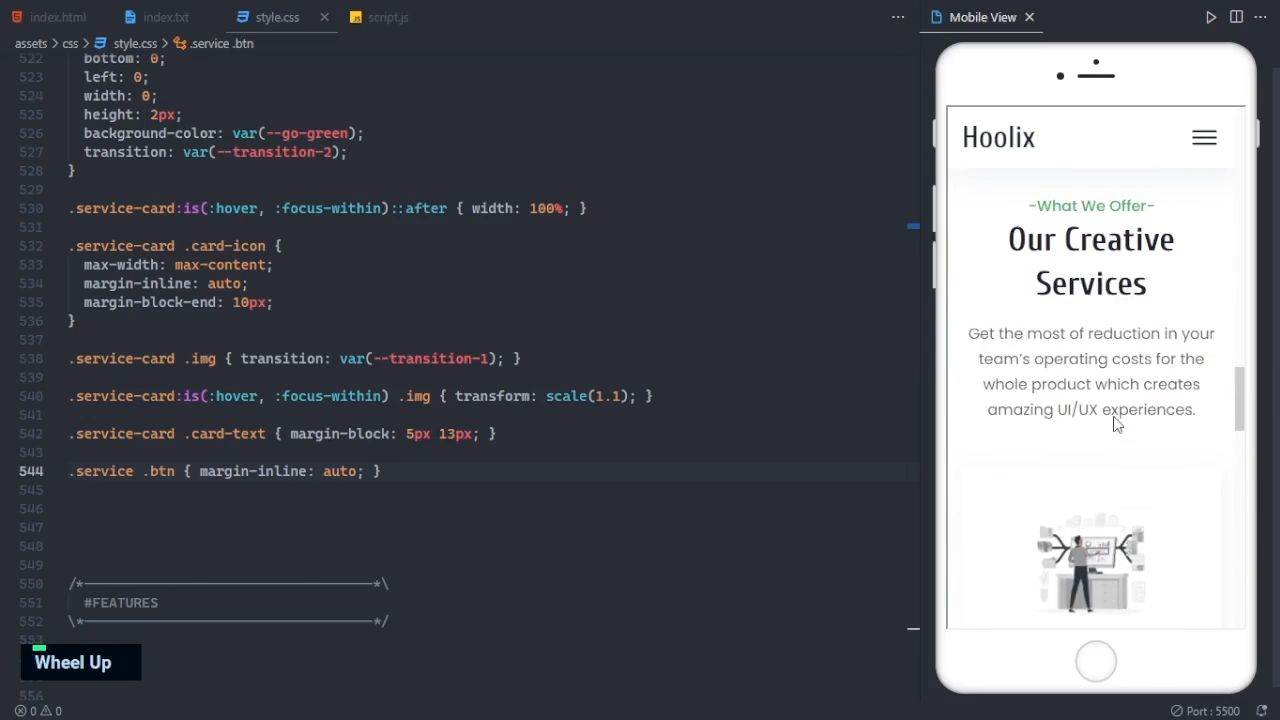 index.html
index.txt
style.css
script.js
Mobile View
assets > css > style.css > .service .btn
522 bottom: 0;
523 left: 0;
524 width: 0;
525 height: 2px;
526 background-color: var(--go-green);
527 transition: var(--transition-2);
528 }
529
530 .service-card:is(:hover, :focus-within)::after { width: 100%; }
531
532 .service-card .card-icon {
533 max-width: max-content;
534 margin-inline: auto;
535 margin-block-end: 10px;
536 }
537
538 .service-card .img { transition: var(--transition-1); }
539
540 .service-card:is(:hover, :focus-within) .img { transform: scale(1.1); }
541
542 .service-card .card-text { margin-block: 5px 13px; }
543
544 .service .btn { margin-inline: auto; }
545
546
547
548
549
550 /*-----------------------------------*\
551 #FEATURES
552 \*-----------------------------------*/
553
556
Wheel Up
0 0
Hoolix
-What We Offer-
Our Creative
Services
Get the most of reduction in your
team's operating costs for the
whole product which creates
amazing UI/UX experiences.
Port : 5500